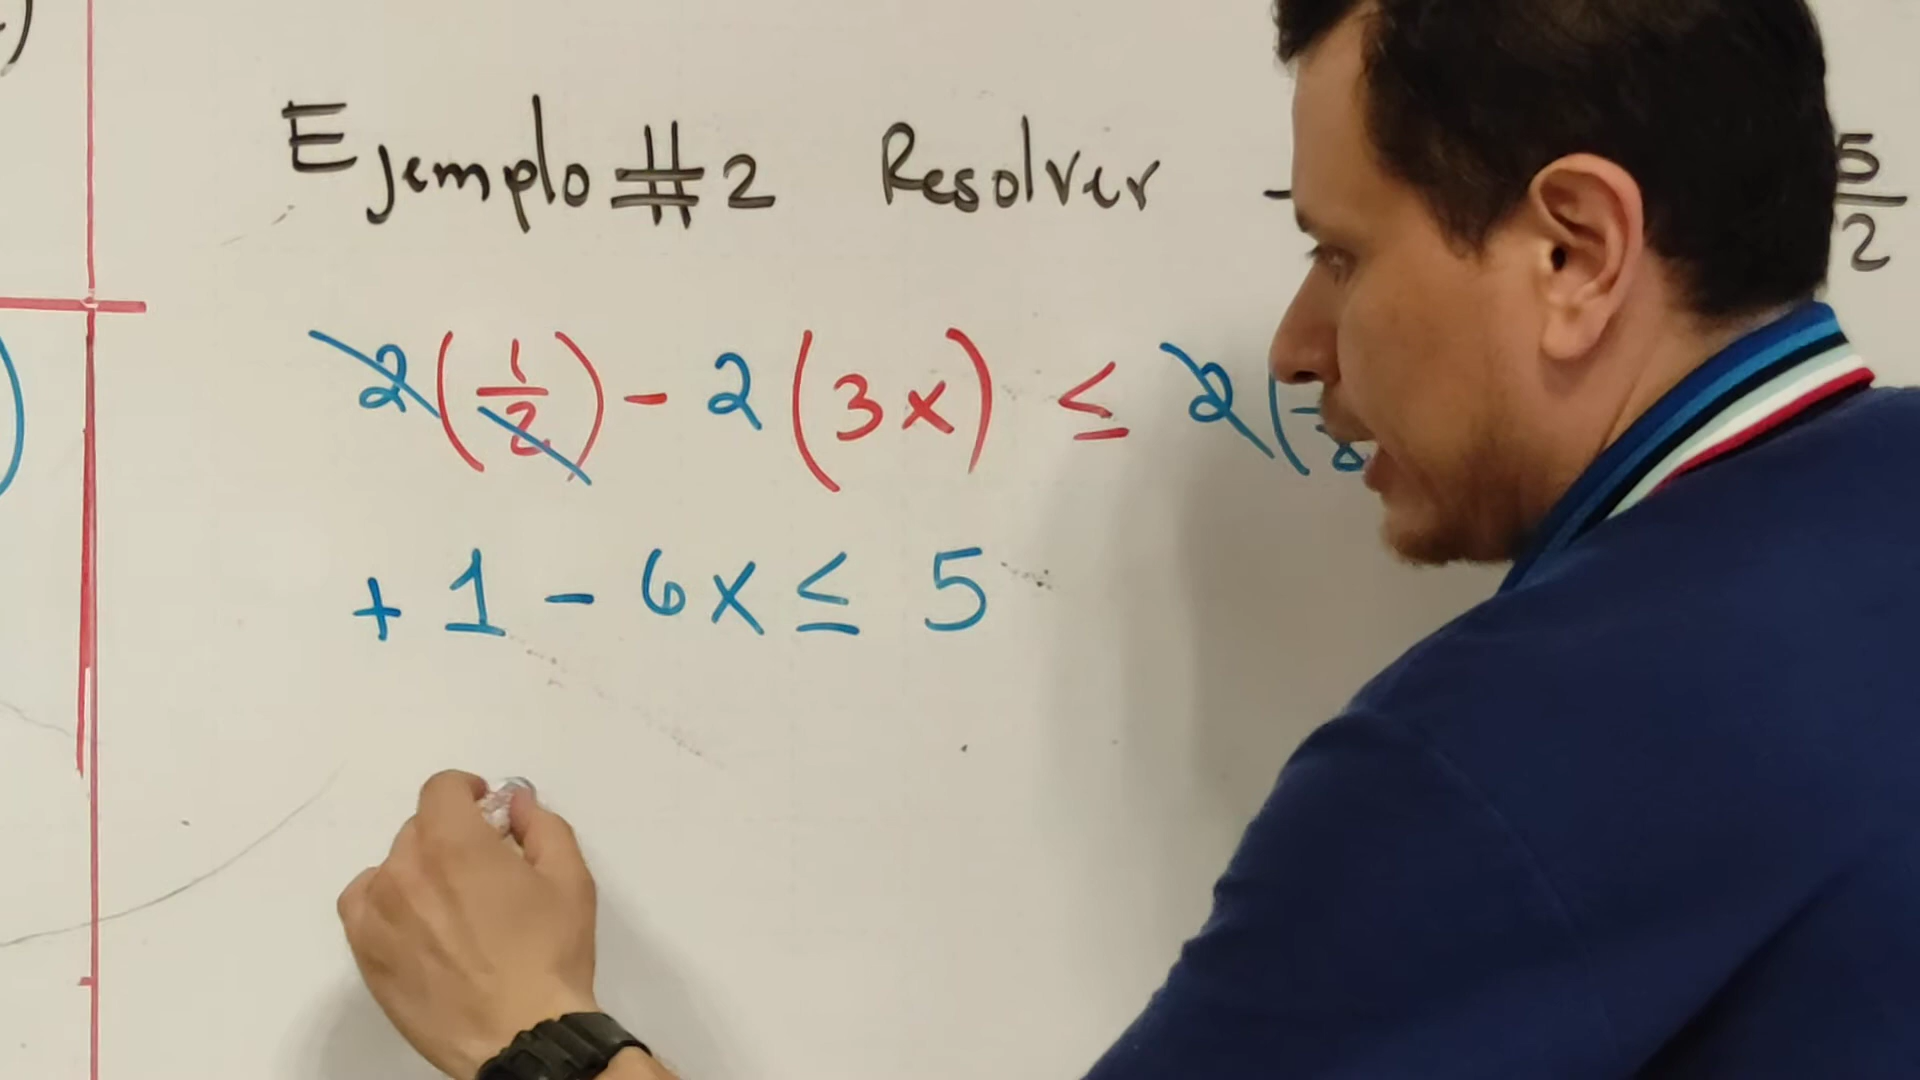 Ejemplo #2 Resolver - 5/2
2(1/2) - 2(3x) ≤ 2(
+ 1 - 6x ≤ 5